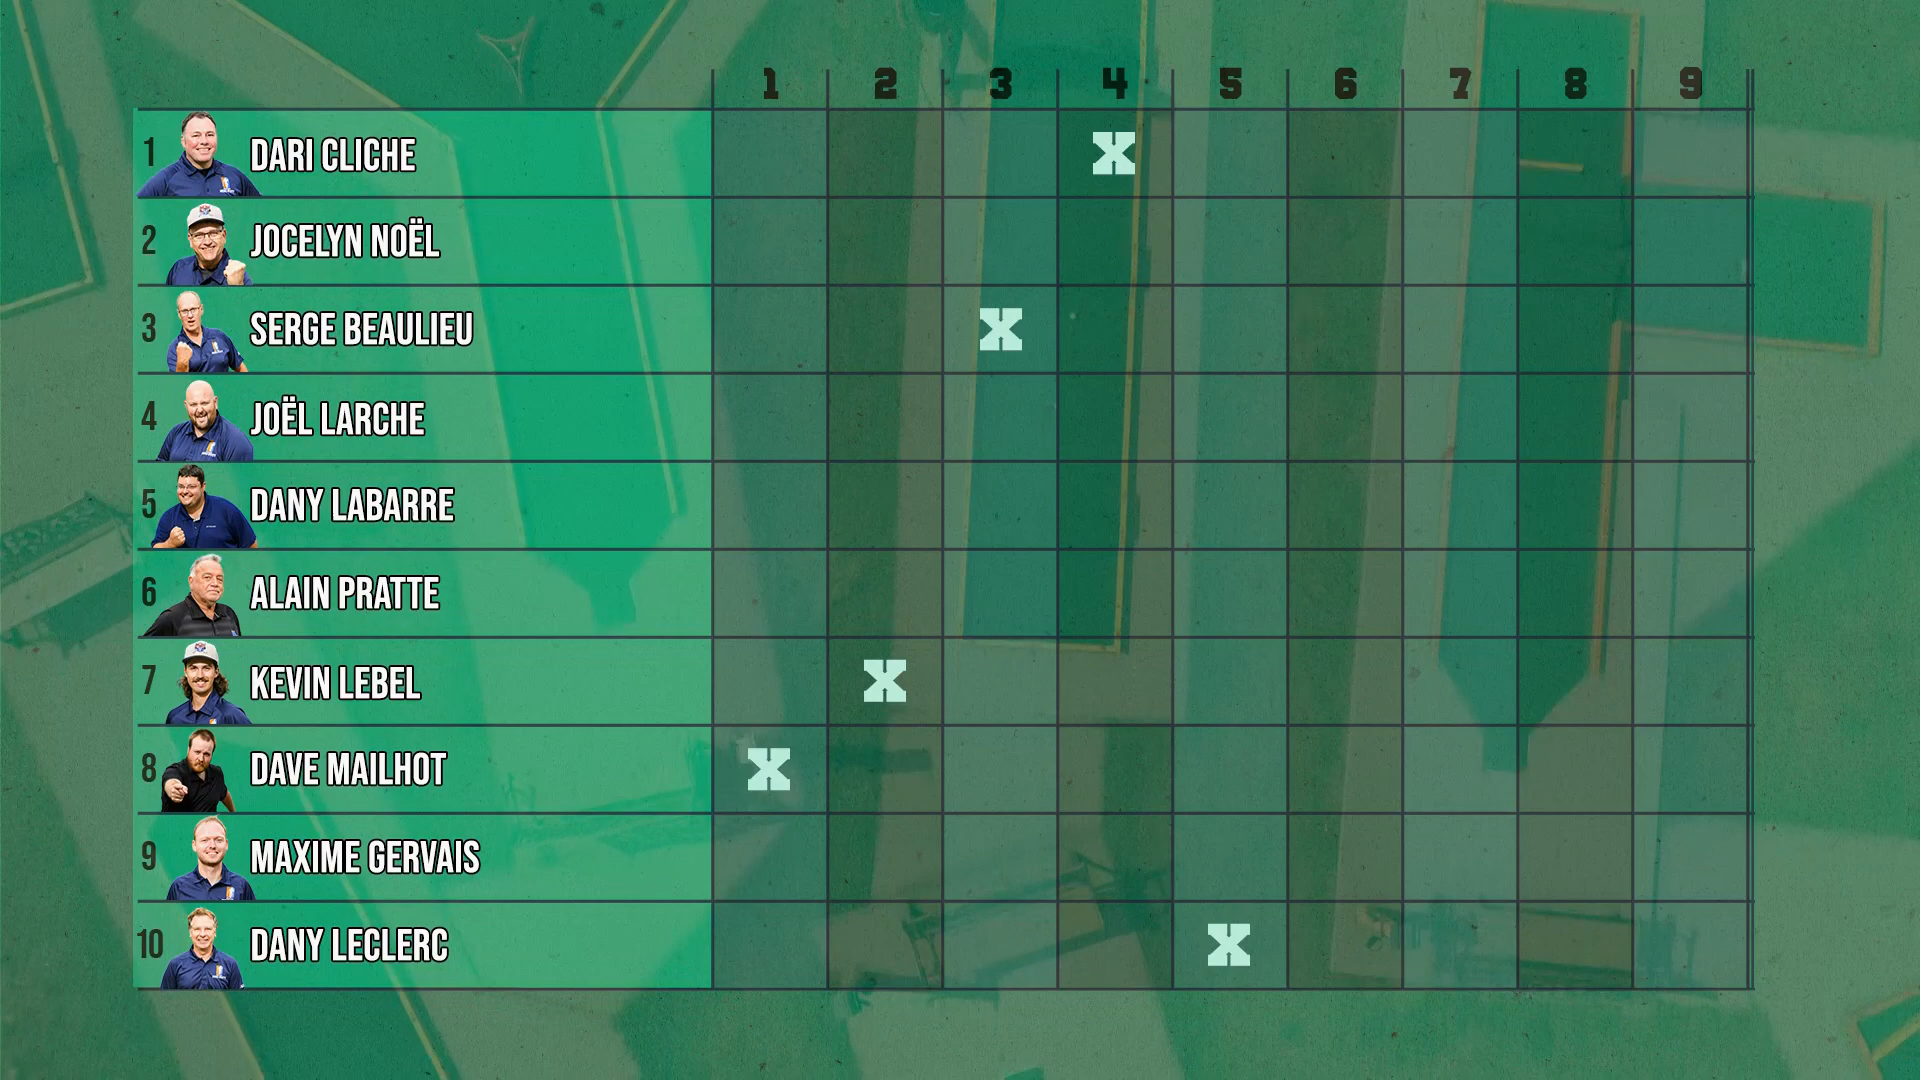 1 2 3 4 5 6 7 8 9
1 DARI CLICHE X
2 JOCELYN NOËL
3 SERGE BEAULIEU X
4 JOËL LARCHE
5 DANY LABARRE
6 ALAIN PRATTE
7 KEVIN LEBEL X
8 DAVE MAILHOT X
9 MAXIME GERVAIS
10 DANY LECLERC X